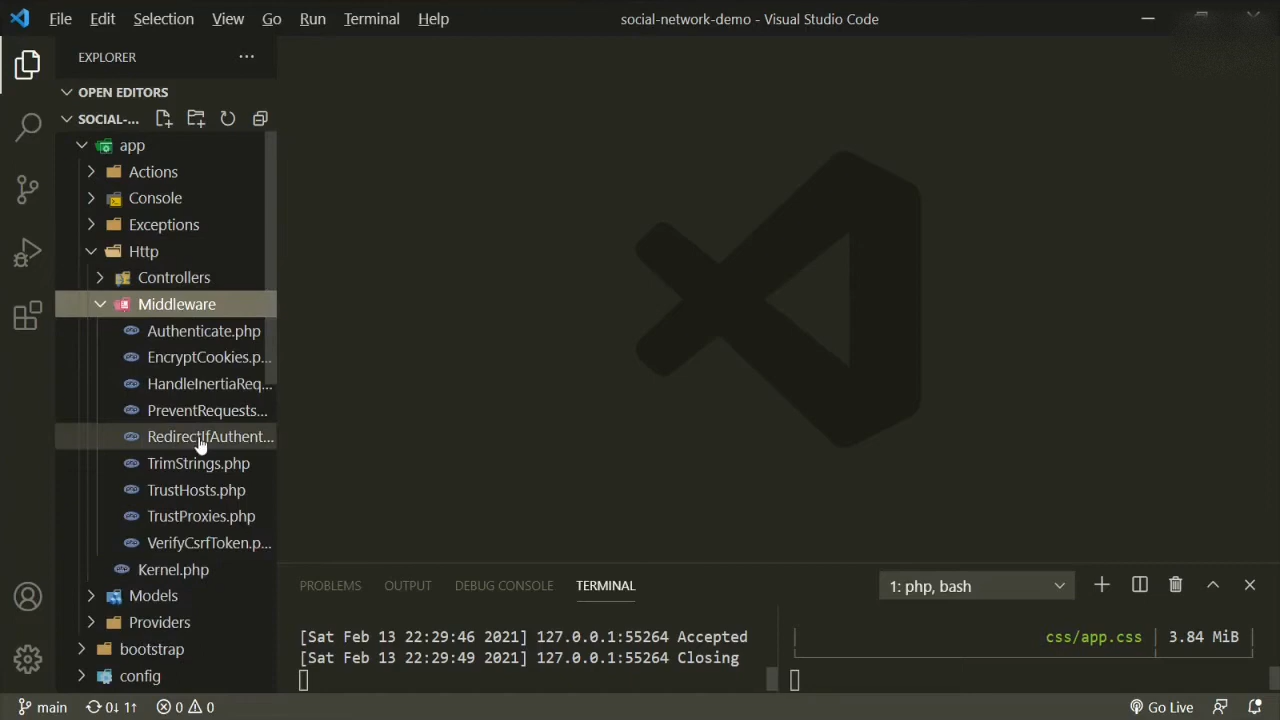 File Edit Selection View Go Run Terminal Help
social-network-demo - Visual Studio Code
EXPLORER
OPEN EDITORS
SOCIAL-...
app
Actions
Console
Exceptions
Http
Controllers
Middleware
Authenticate.php
EncryptCookies.p...
HandleInertiaReq...
PreventRequests...
RedirectIfAuthent...
TrimStrings.php
TrustHosts.php
TrustProxies.php
VerifyCsrfToken.p...
Kernel.php
Models
Providers
bootstrap
config
PROBLEMS OUTPUT DEBUG CONSOLE TERMINAL
1: php, bash
[Sat Feb 13 22:29:46 2021] 127.0.0.1:55264 Accepted
[Sat Feb 13 22:29:49 2021] 127.0.0.1:55264 Closing
css/app.css | 3.84 MiB
main 0↓ 1↑ 0 0
Go Live